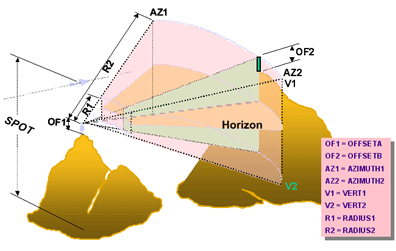 AZ1
OF2
R2
AZ2
V1
R1
OF1
SPOT
Horizon
V2
OF1 = OFFSETA
OF2 = OFFSETB
AZ1 = AZIMUTH1
AZ2 = AZIMUTH2
V1 = VERT1
V2 = VERT2
R1 = RADIUS1
R2 = RADIUS2